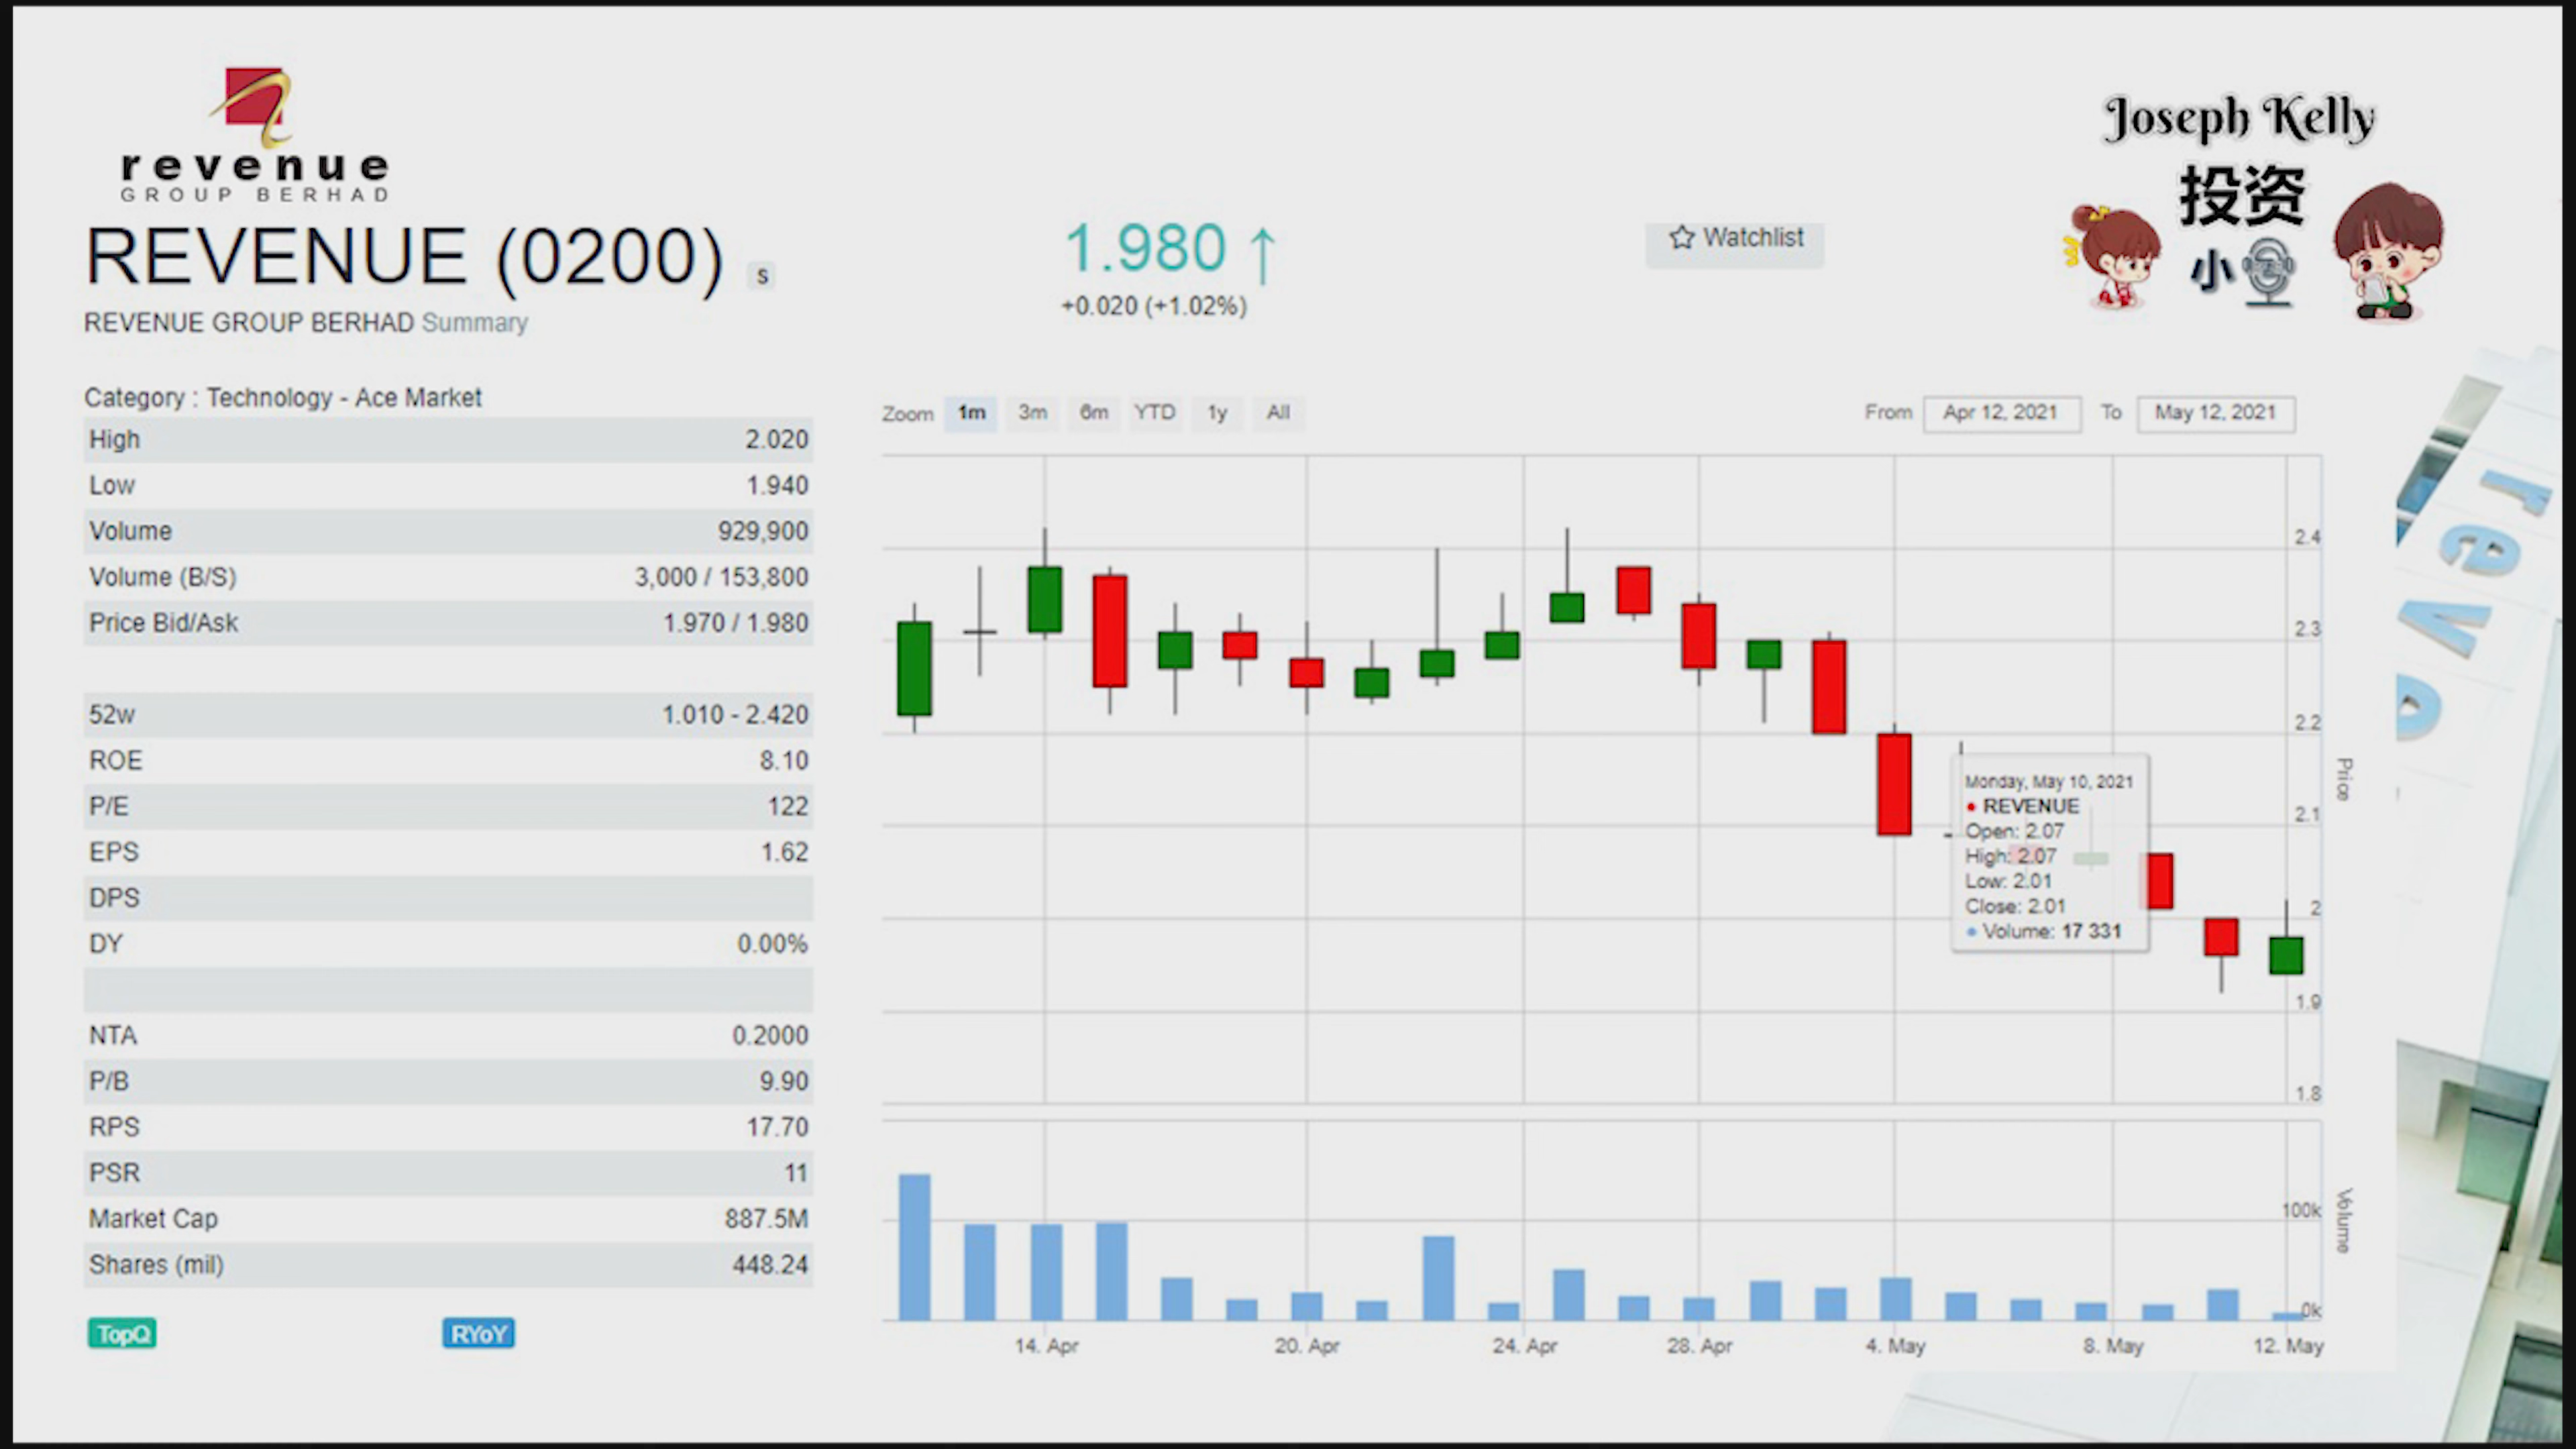 revenue
GROUP BERHAD
Joseph Kelly
投资
小
REVENUE (0200) S
REVENUE GROUP BERHAD Summary
1.980 ↑
+0.020 (+1.02%)
☆ Watchlist
Category : Technology - Ace Market
High 2.020
Low 1.940
Volume 929,900
Volume (B/S) 3,000 / 153,800
Price Bid/Ask 1.970 / 1.980
52w 1.010 - 2.420
ROE 8.10
P/E 122
EPS 1.62
DPS
DY 0.00%
NTA 0.2000
P/B 9.90
RPS 17.70
PSR 11
Market Cap 887.5M
Shares (mil) 448.24
TopQ RYoY
Zoom 1m 3m 6m YTD 1y All
From Apr 12, 2021 To May 12, 2021
2.4
2.3
2.2
2.1
2
1.9
1.8
Price
Monday, May 10, 2021
● REVENUE
Open: 2.07
High: 2.07
Low: 2.01
Close: 2.01
● Volume: 17 331
100k
0k
Volume
14. Apr 20. Apr 24. Apr 28. Apr 4. May 8. May 12. May
reve